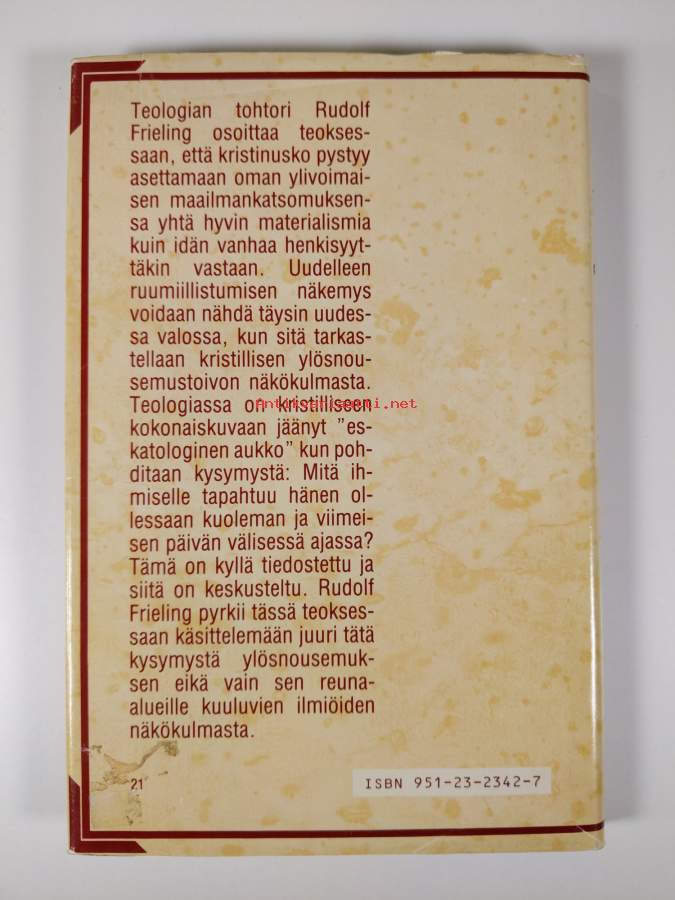 Teologian tohtori Rudolf
Frieling osoittaa teokses-
saan, että kristinusko pystyy
asettamaan oman ylivoimai-
sen maailmankatsomuksen-
sa yhtä hyvin materialismia
kuin idän vanhaa henkisyyt-
täkin vastaan. Uudelleen
ruumiillistumisen näkemys
voidaan nähdä täysin uudes-
sa valossa, kun sitä tarkas-
tellaan kristillisen ylösnou-
semustoivon näkökulmasta.
Teologiassa on kristilliseen
kokonaiskuvaan jäänyt ”es-
katologinen aukko” kun poh-
ditaan kysymystä: Mitä ih-
miselle tapahtuu hänen ol-
lessaan kuoleman ja viimei-
sen päivän välisessä ajassa?
Tämä on kyllä tiedostettu ja
siitä on keskusteltu. Rudolf
Frieling pyrkii tässä teokses-
saan käsittelemään juuri tätä
kysymystä ylösnousemuk-
sen eikä vain sen reuna-
alueille kuuluvien ilmiöiden
näkökulmasta.
21
ISBN 951-23-2342-7